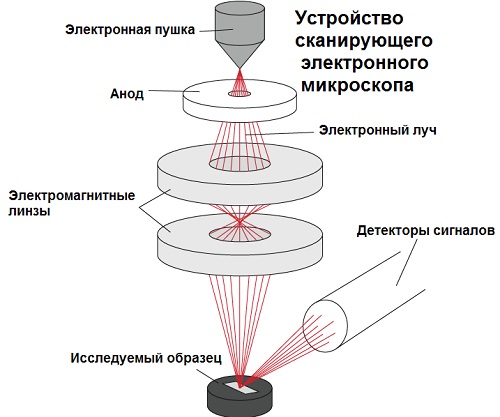 Электронная пушка
Устройство
сканирующего
электронного
микроскопа
Анод
Электронный луч
Электромагнитные
линзы
Детекторы сигналов
Исследуемый образец